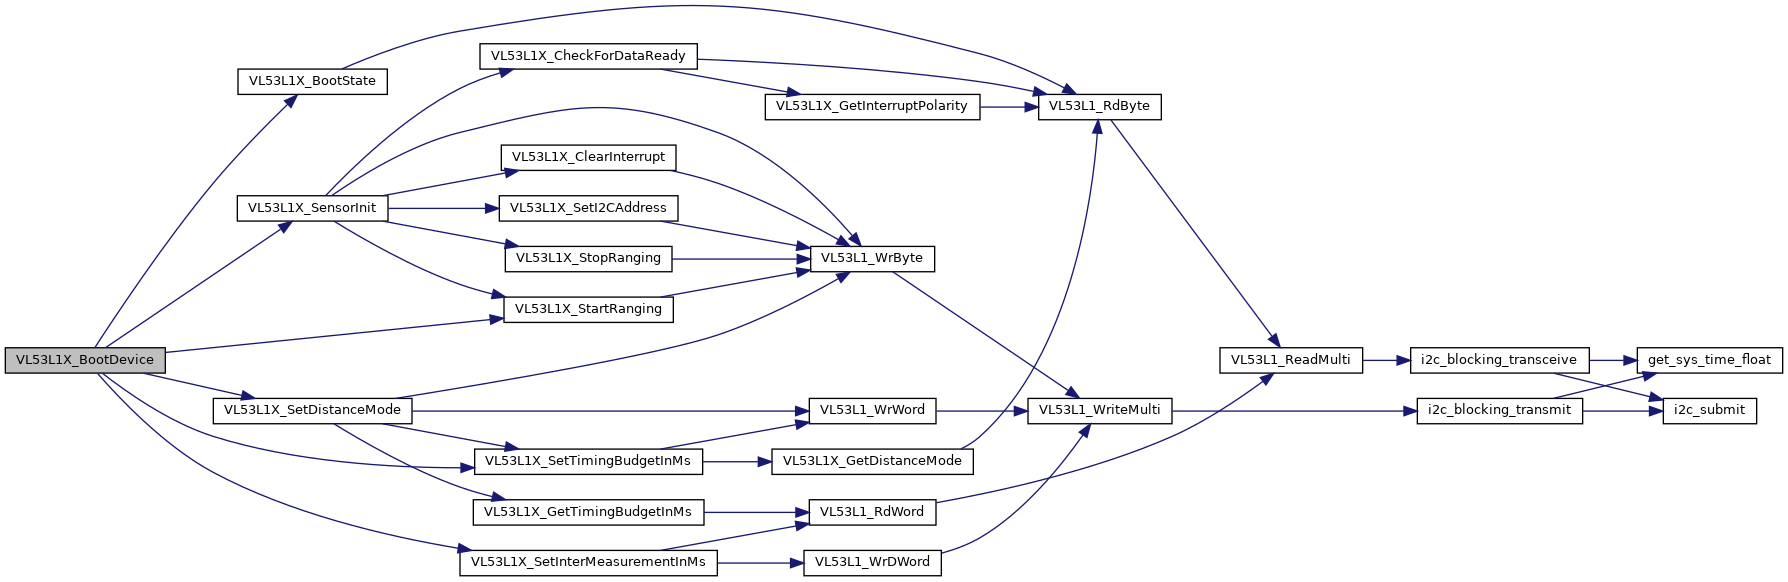 VL53L1X_BootState
VL53L1X_CheckForDataReady
VL53L1X_GetInterruptPolarity
VL53L1_RdByte
VL53L1X_ClearInterrupt
VL53L1X_SensorInit
VL53L1X_SetI2CAddress
VL53L1X_StopRanging
VL53L1_WrByte
VL53L1X_StartRanging
VL53L1X_BootDevice
VL53L1_ReadMulti
i2c_blocking_transceive
get_sys_time_float
VL53L1X_SetDistanceMode
VL53L1_WrWord
VL53L1_WriteMulti
i2c_blocking_transmit
i2c_submit
VL53L1X_SetTimingBudgetInMs
VL53L1X_GetDistanceMode
VL53L1X_GetTimingBudgetInMs
VL53L1_RdWord
VL53L1X_SetInterMeasurementInMs
VL53L1_WrDWord